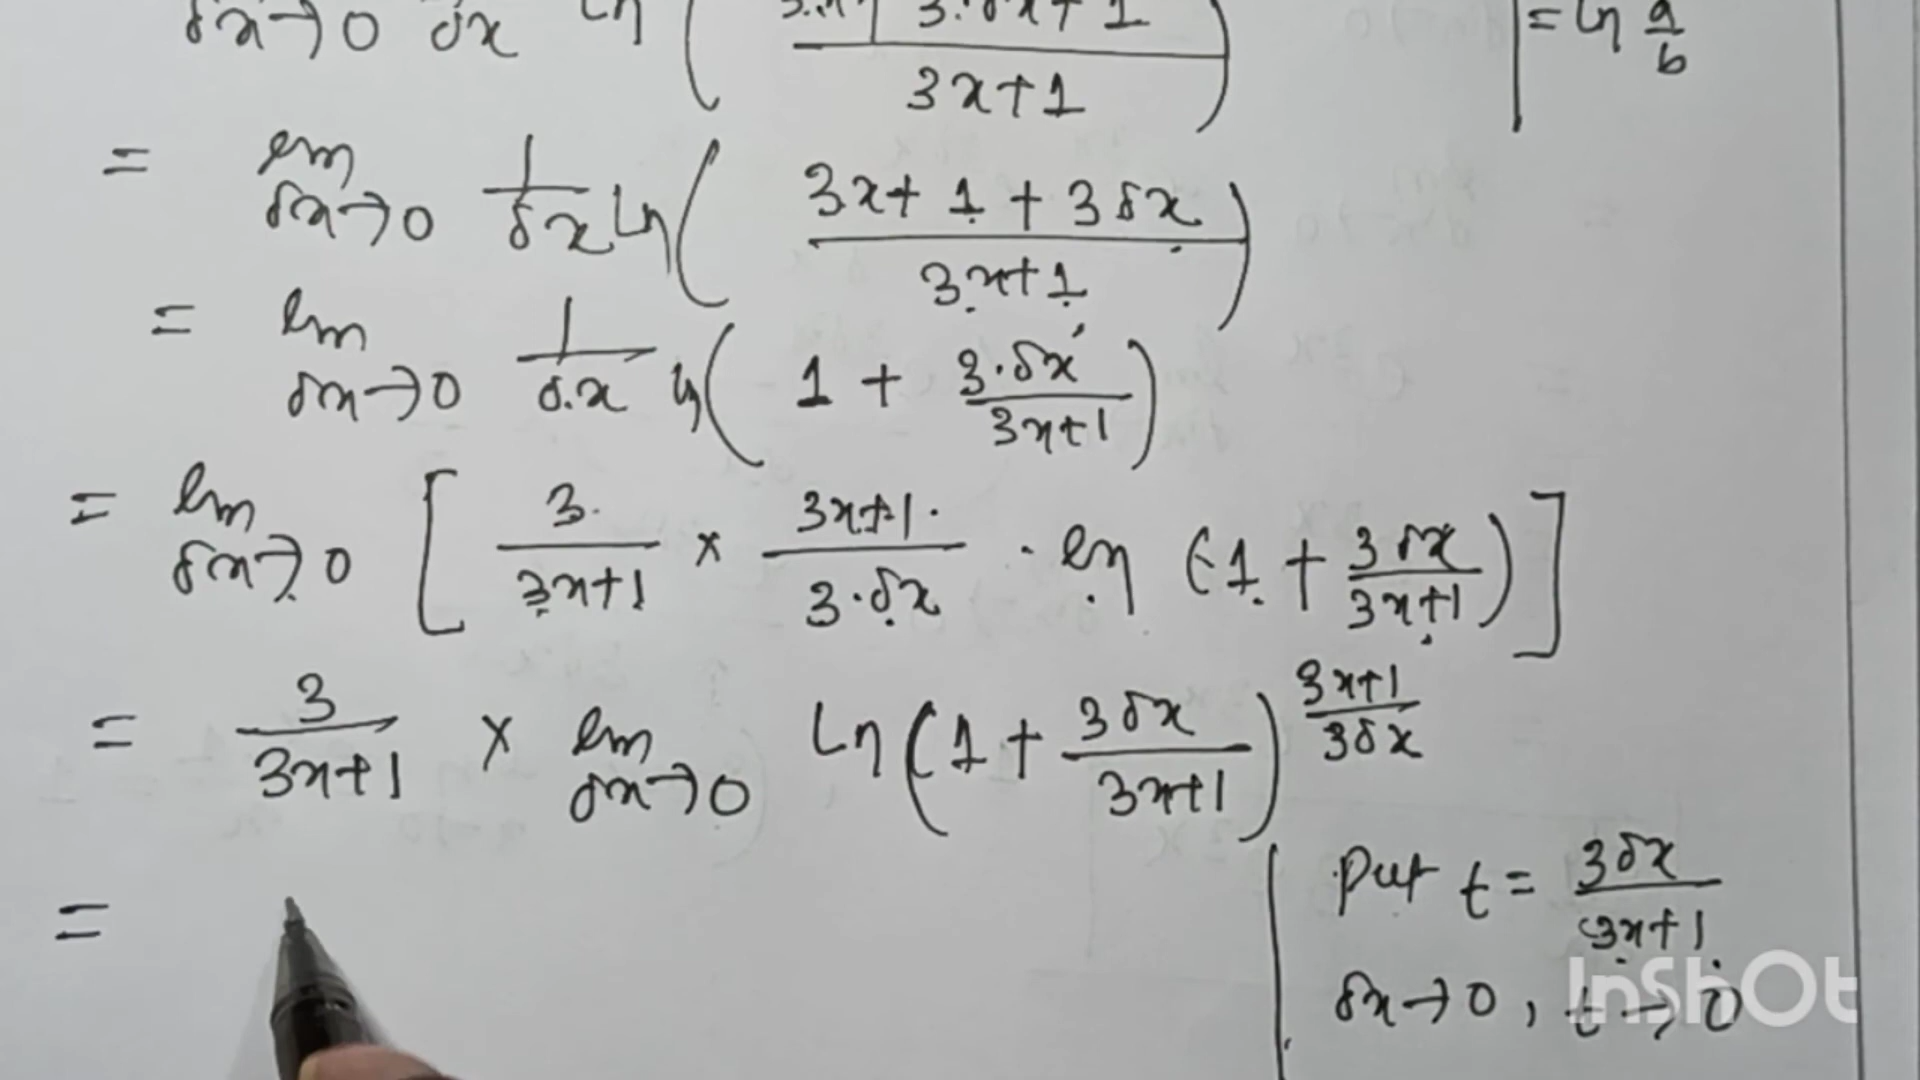 δx→0 δx ln ( 3x+3·δx+1 / 3x+1 )
= ln a/b
= lim δx→0 1/δx ln ( 3x+1+3δx / 3x+1 )
= lim δx→0 1/δ.x ln ( 1 + 3·δx / 3x+1 )
= lim δx→0 [ 3/3x+1 × 3x+1/3·δx · ln (1 + 3δx/3x+1) ]
= 3/3x+1 × lim δx→0 ln ( 1 + 3δx/3x+1 )^(3x+1/3δx)
put t = 3δx/3x+1
δx→0, t→0
=
InShOt